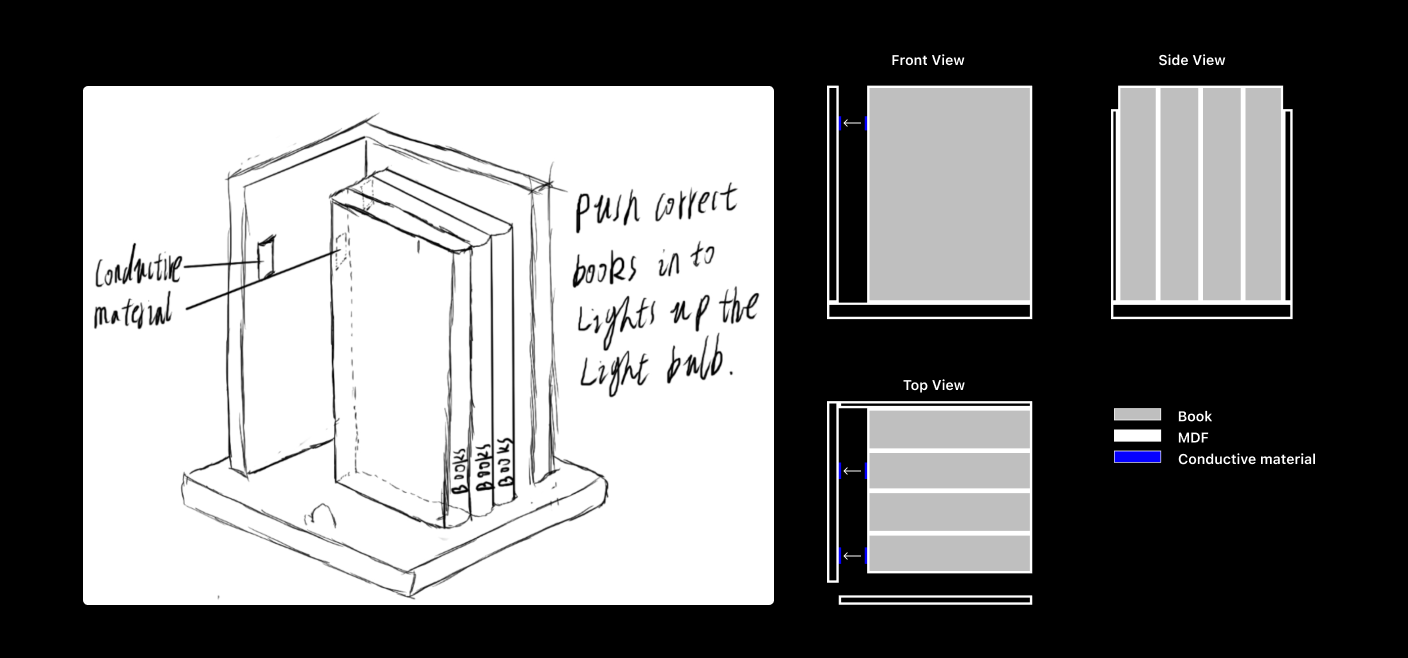 Conductive
material
Push correct
books in to
Lights up the
Light bulb.
Books
Books
Books
Front View
Side View
Top View
Book
MDF
Conductive material